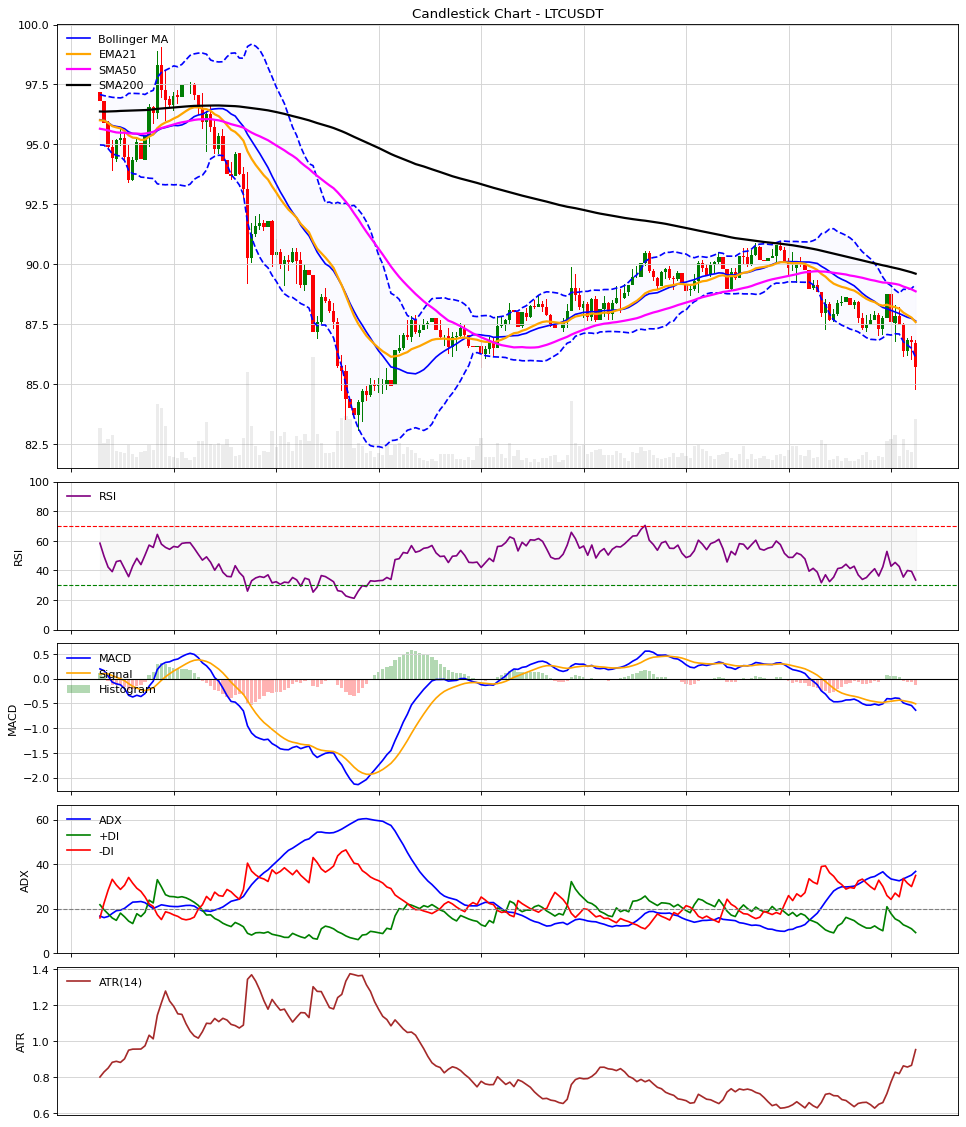 Candlestick Chart - LTCUSDT
100.0
97.5
95.0
92.5
90.0
87.5
85.0
82.5
Bollinger MA
EMA21
SMA50
SMA200
100
80
60
40
20
0
RSI
RSI
0.5
0.0
−0.5
−1.0
−1.5
−2.0
MACD
MACD
Signal
Histogram
60
40
20
0
ADX
ADX
+DI
-DI
1.4
1.2
1.0
0.8
0.6
ATR
ATR(14)